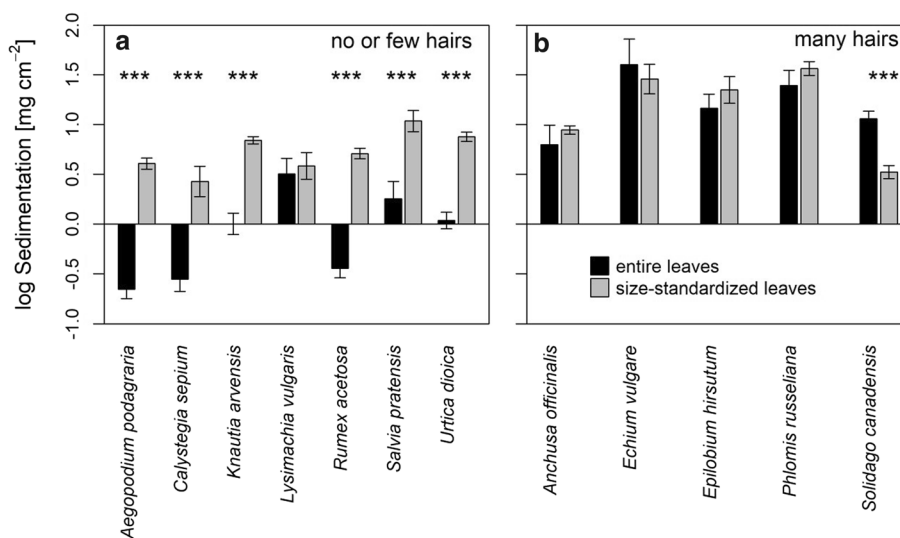 log Sedimentation [mg cm⁻²]
2.0
1.5
1.0
0.5
0.0
-0.5
-1.0
a
no or few hairs
*** *** *** *** *** ***
Aegopodium podagraria
Calystegia sepium
Knautia arvensis
Lysimachia vulgaris
Rumex acetosa
Salvia pratensis
Urtica dioica
b
many hairs
***
entire leaves
size-standardized leaves
Anchusa officinalis
Echium vulgare
Epilobium hirsutum
Phlomis russeliana
Solidago canadensis